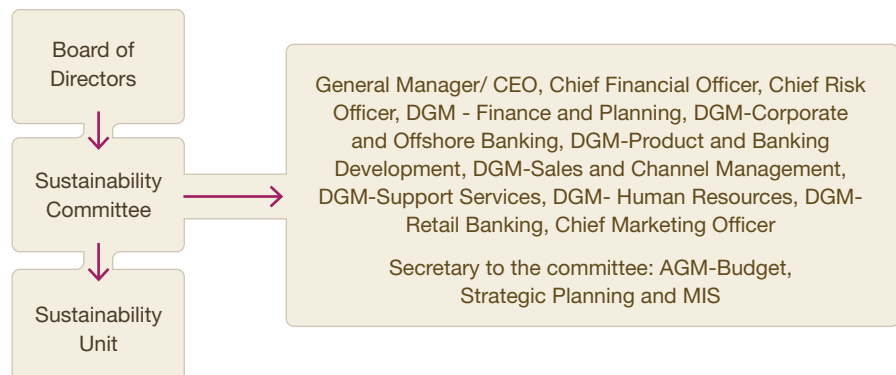 Board of
Directors
Sustainability
Committee
Sustainability
Unit
General Manager/ CEO, Chief Financial Officer, Chief Risk
Officer, DGM - Finance and Planning, DGM-Corporate
and Offshore Banking, DGM-Product and Banking
Development, DGM-Sales and Channel Management,
DGM-Support Services, DGM- Human Resources, DGM-
Retail Banking, Chief Marketing Officer
Secretary to the committee: AGM-Budget,
Strategic Planning and MIS